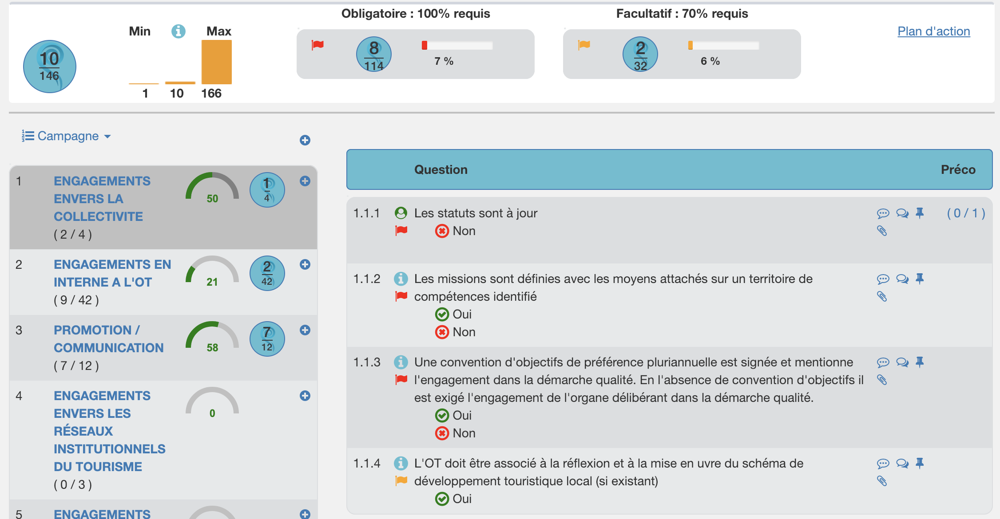 Obligatoire : 100% requis
Facultatif : 70% requis
Min
Max
Plan d'action
10
146
8
114
7 %
2
32
6 %
1
10
166
Campagne
1
ENGAGEMENTS
ENVERS LA
COLLECTIVITE
( 2 / 4 )
50
1
4
2
ENGAGEMENTS EN
INTERNE A L'OT
( 9 / 42 )
21
2
42
3
PROMOTION /
COMMUNICATION
( 7 / 12 )
58
7
12
4
ENGAGEMENTS
ENVERS LES
RÉSEAUX
INSTITUTIONNELS
DU TOURISME
( 0 / 3 )
0
5
ENGAGEMENTS
Question
Préco
1.1.1
Les statuts sont à jour
( 0 / 1 )
Non
1.1.2
Les missions sont définies avec les moyens attachés sur un territoire de
compétences identifié
Oui
Non
1.1.3
Une convention d'objectifs de préférence pluriannuelle est signée et mentionne
l'engagement dans la démarche qualité. En l'absence de convention d'objectifs il
est exigé l'engagement de l'organe délibérant dans la démarche qualité.
Oui
Non
1.1.4
L'OT doit être associé à la réflexion et à la mise en uvre du schéma de
développement touristique local (si existant)
Oui